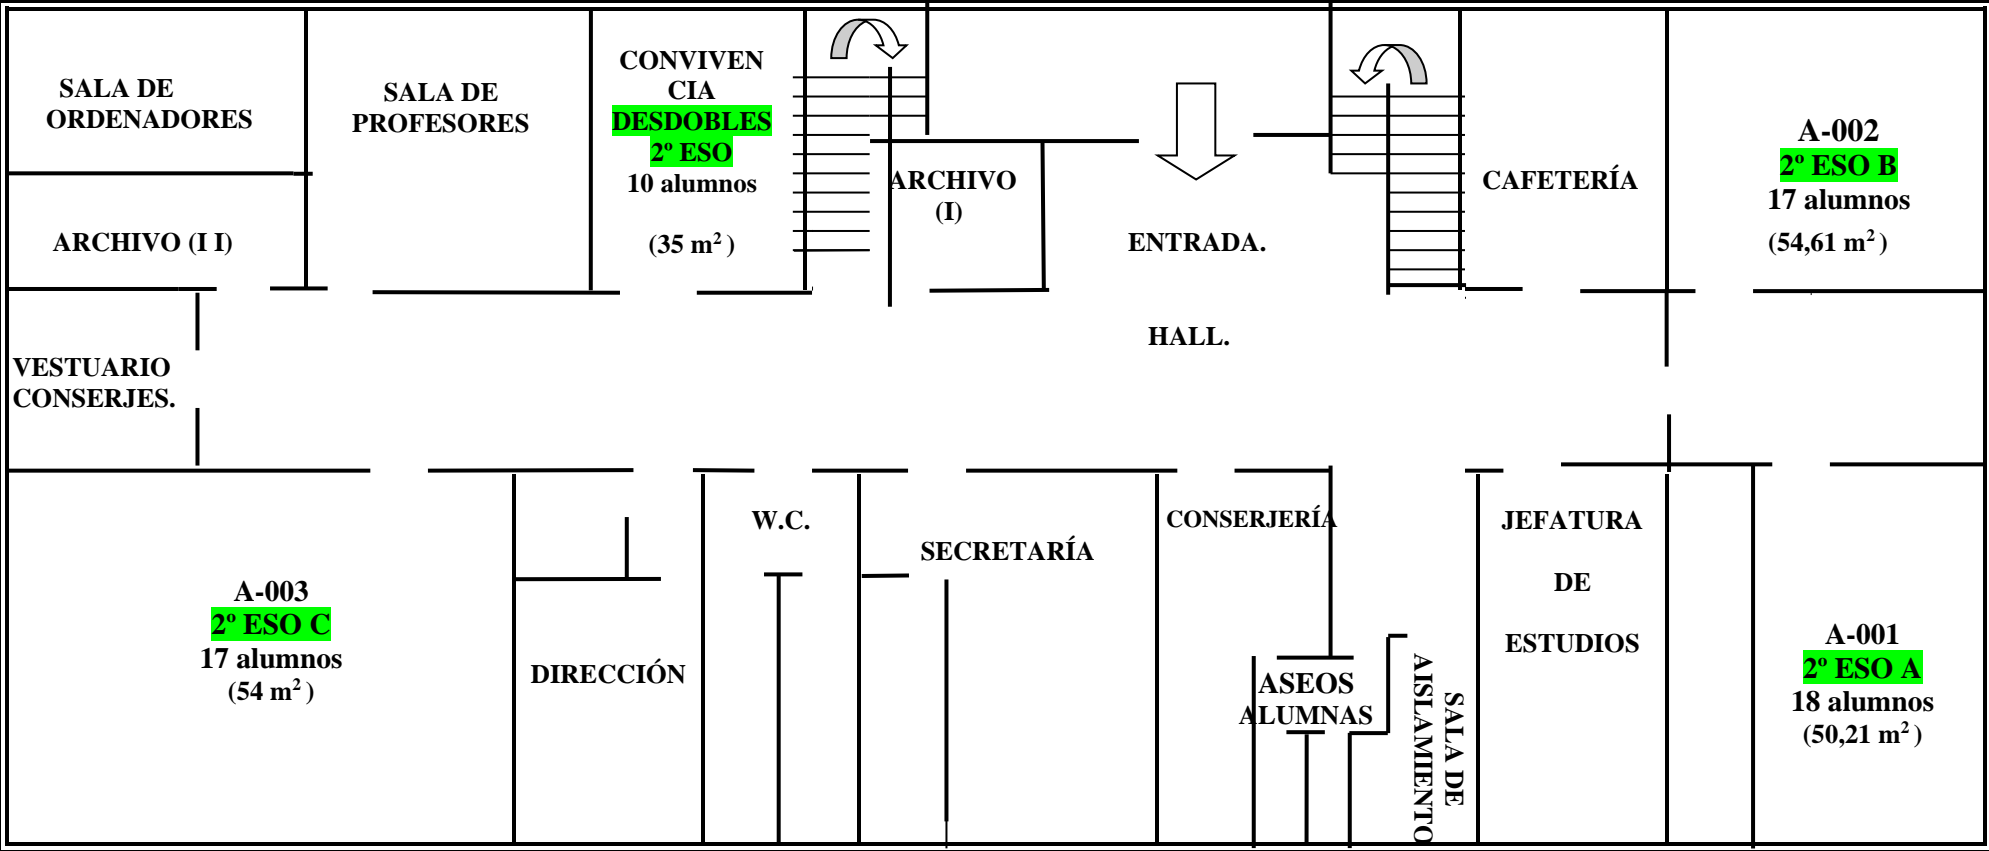 SALA DE
ORDENADORES
SALA DE
PROFESORES
CONVIVEN
CIA
DESDOBLES
2º ESO
10 alumnos
(35 m²)
ARCHIVO
(I)
ENTRADA.
CAFETERÍA
A-002
2º ESO B
17 alumnos
(54,61 m²)
ARCHIVO (I I)
VESTUARIO
CONSERJES.
HALL.
A-003
2º ESO C
17 alumnos
(54 m²)
DIRECCIÓN
W.C.
SECRETARÍA
CONSERJERÍA
ASEOS
ALUMNAS
SALA DE
AISLAMIENTO
JEFATURA
DE
ESTUDIOS
A-001
2º ESO A
18 alumnos
(50,21 m²)